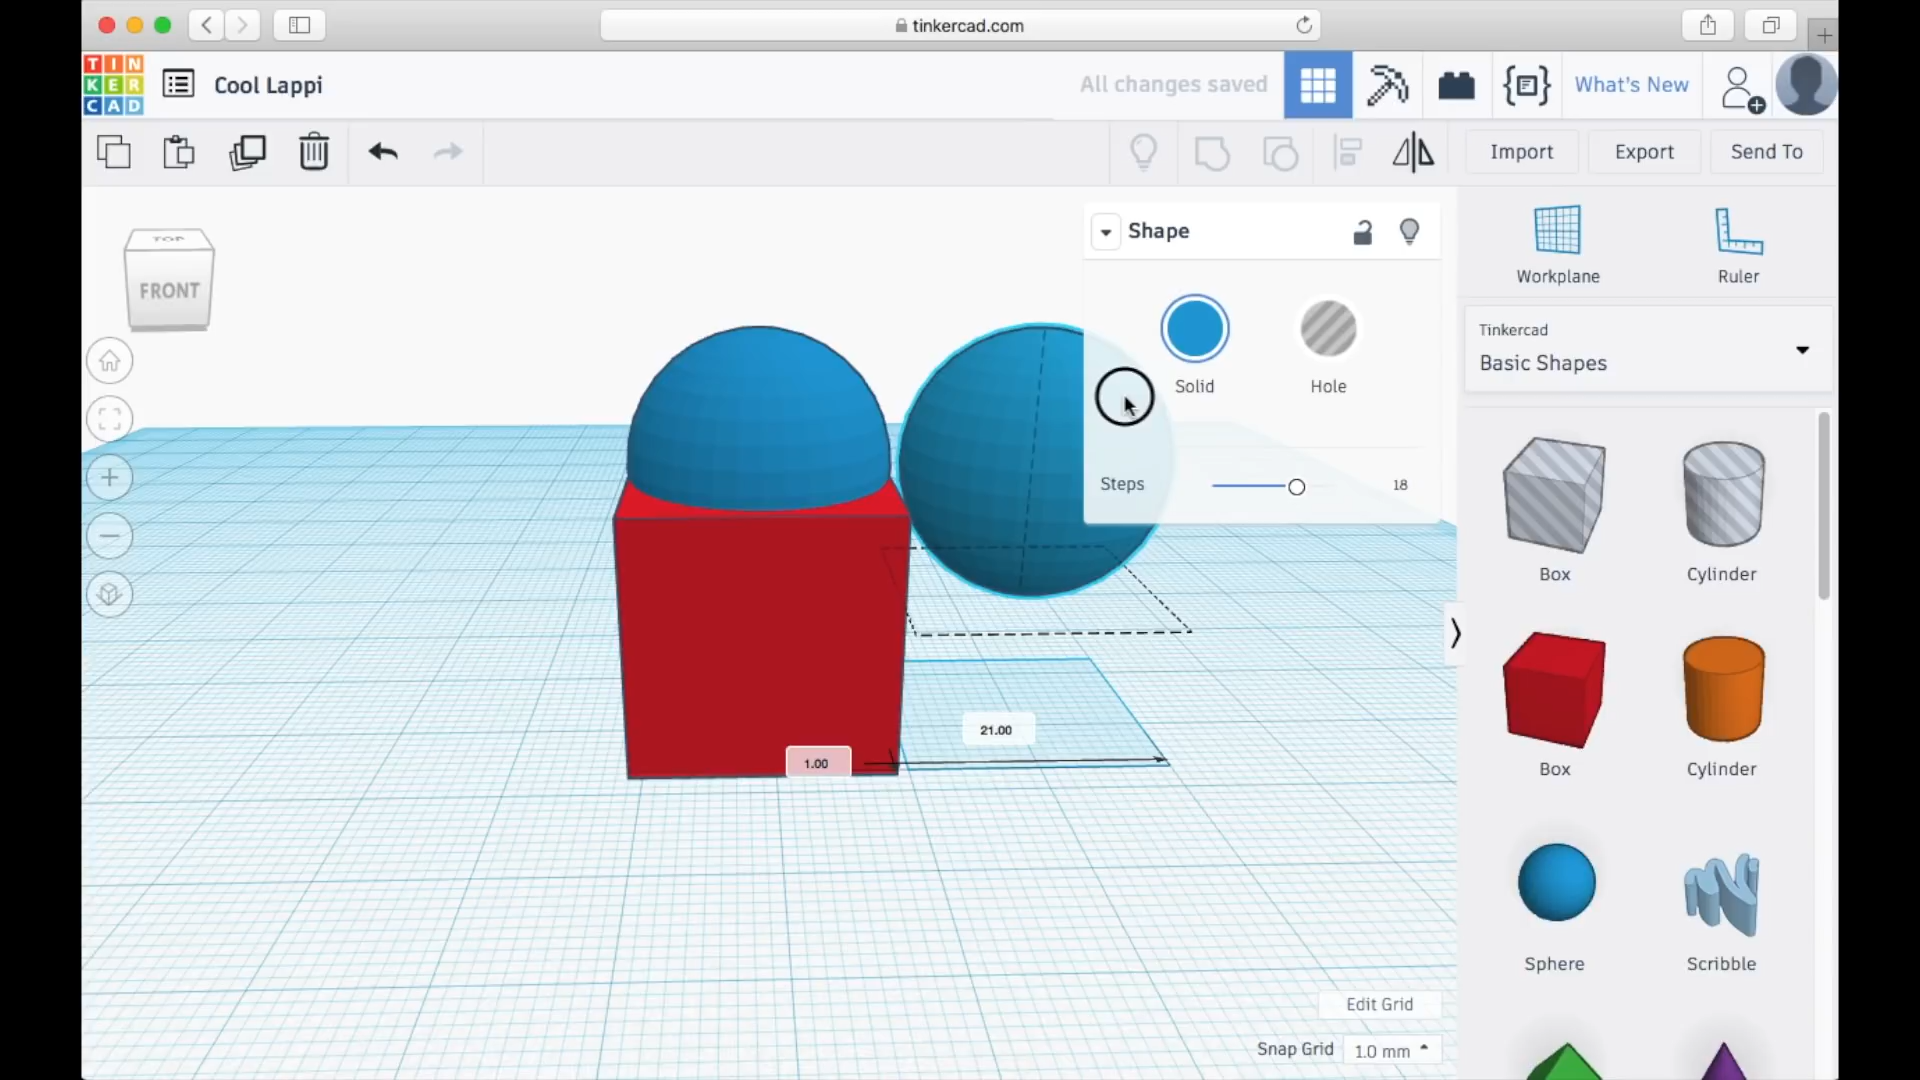 tinkercad.com
TIN
KER
CAD
Cool Lappi
All changes saved
What's New
Import
Export
Send To
TOP
FRONT
Shape
Solid
Hole
Steps
18
Workplane
Ruler
Tinkercad
Basic Shapes
Box
Cylinder
Box
Cylinder
Sphere
Scribble
21.00
1.00
Edit Grid
Snap Grid
1.0 mm